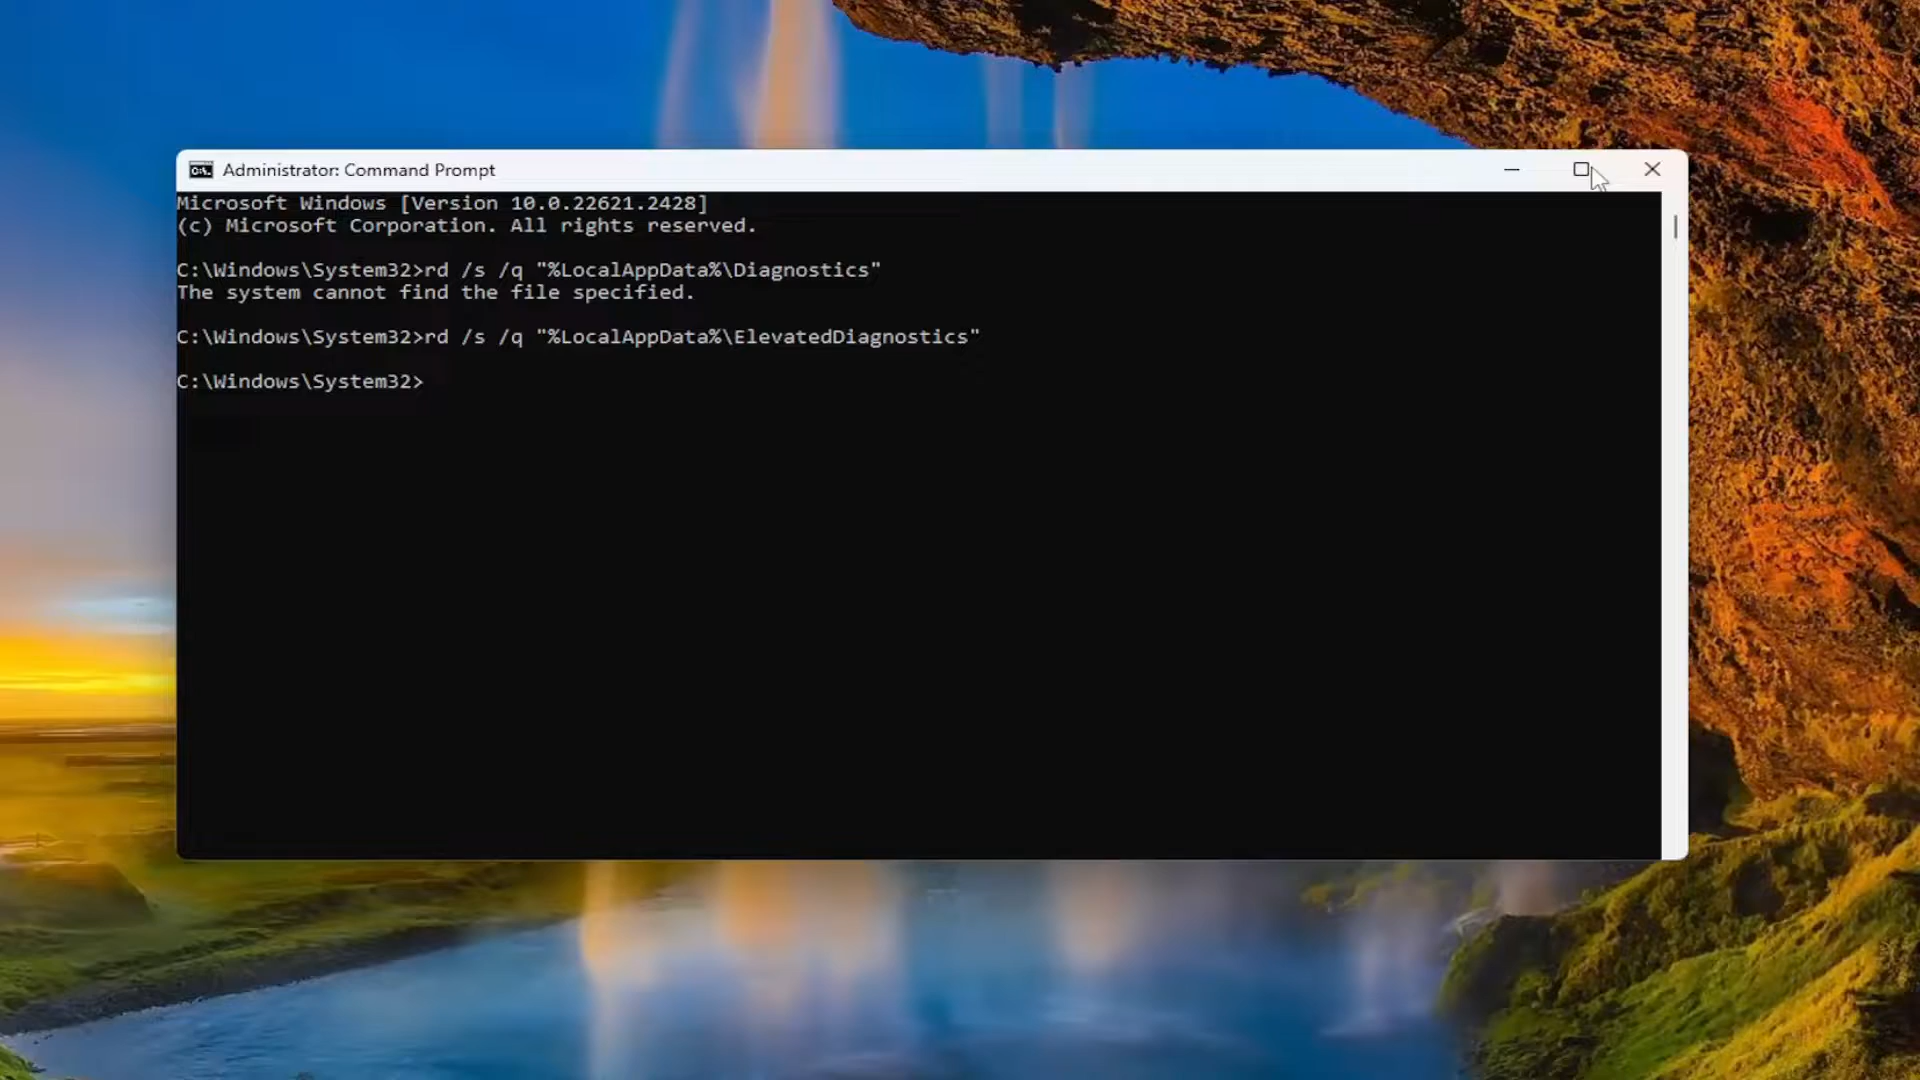 Administrator: Command Prompt
Microsoft Windows [Version 10.0.22621.2428]
(c) Microsoft Corporation. All rights reserved.
C:\Windows\System32>rd /s /q "%LocalAppData%\Diagnostics"
The system cannot find the file specified.
C:\Windows\System32>rd /s /q "%LocalAppData%\ElevatedDiagnostics"
C:\Windows\System32>